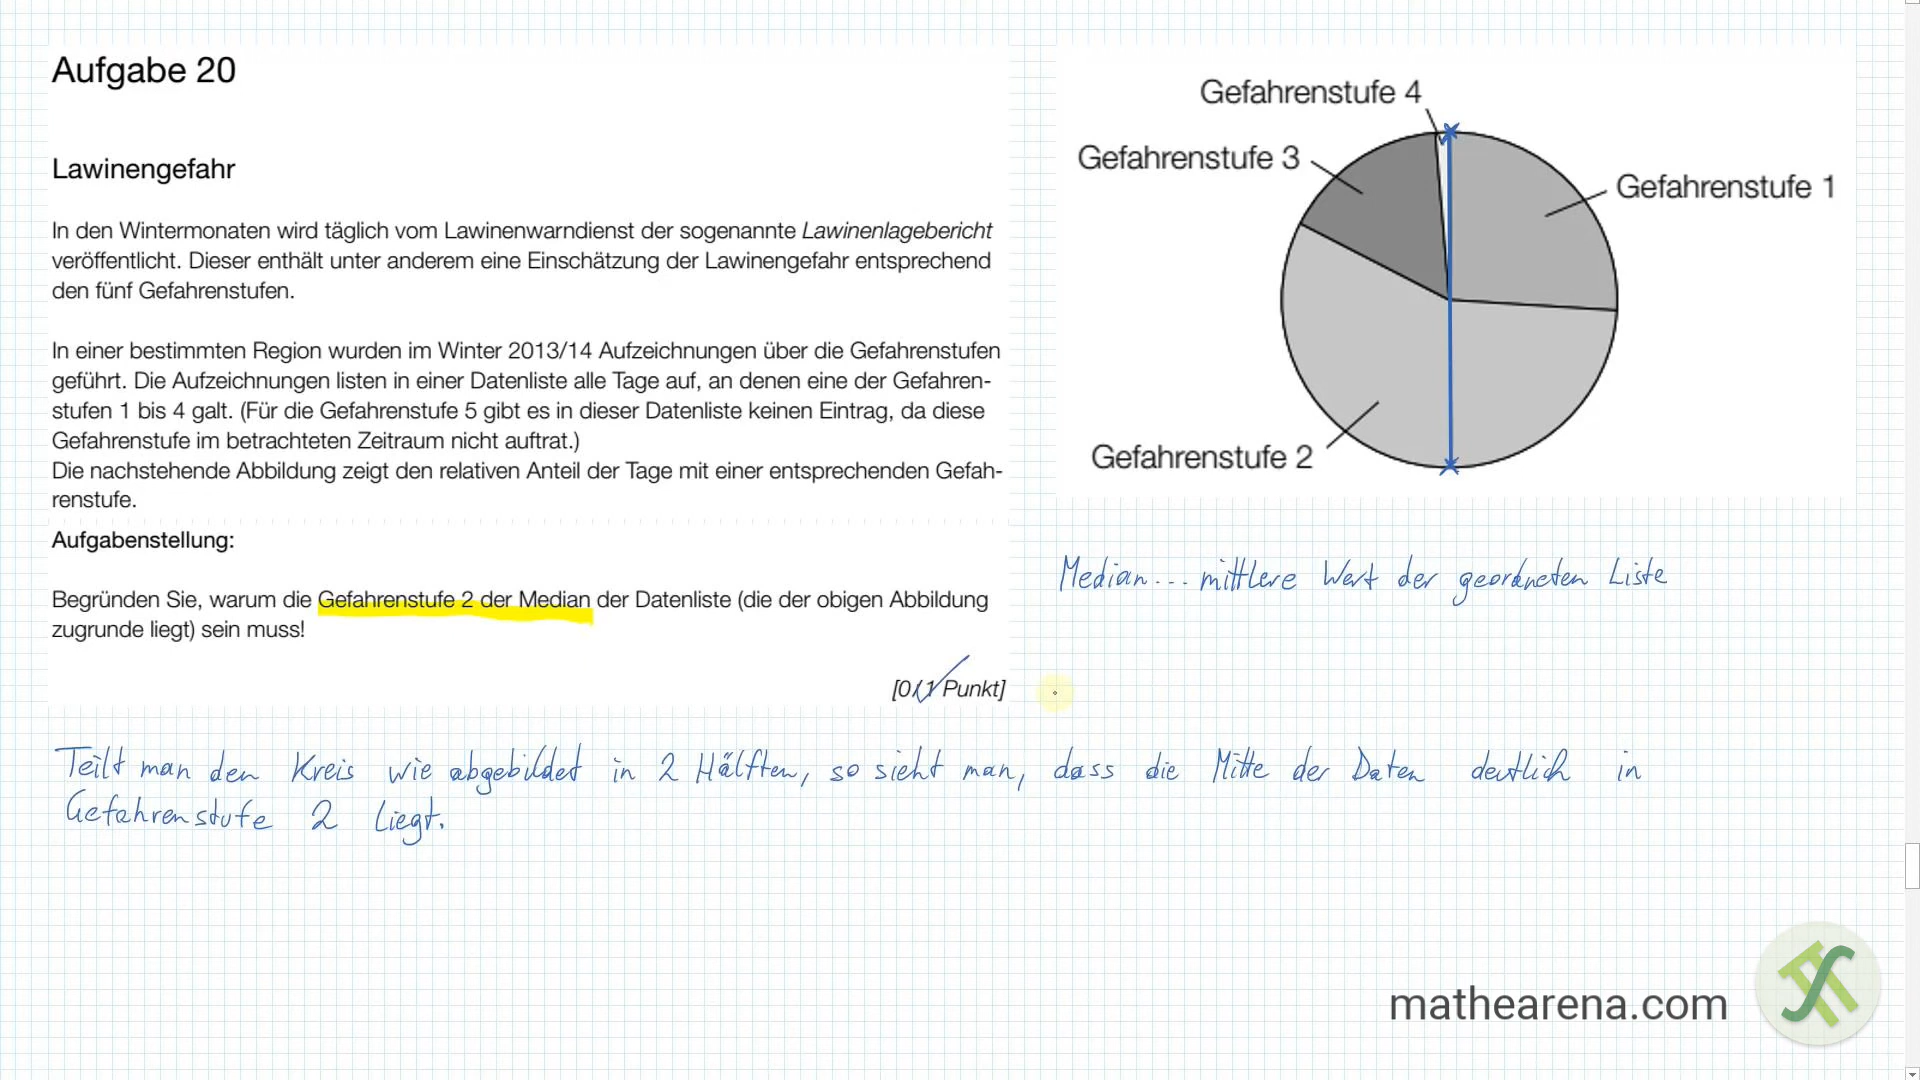 Aufgabe 20
Lawinengefahr
In den Wintermonaten wird täglich vom Lawinenwarndienst der sogenannte Lawinenlagebericht
veröffentlicht. Dieser enthält unter anderem eine Einschätzung der Lawinengefahr entsprechend
den fünf Gefahrenstufen.
In einer bestimmten Region wurden im Winter 2013/14 Aufzeichnungen über die Gefahrenstufen
geführt. Die Aufzeichnungen listen in einer Datenliste alle Tage auf, an denen eine der Gefahren-
stufen 1 bis 4 galt. (Für die Gefahrenstufe 5 gibt es in dieser Datenliste keinen Eintrag, da diese
Gefahrenstufe im betrachteten Zeitraum nicht auftrat.)
Die nachstehende Abbildung zeigt den relativen Anteil der Tage mit einer entsprechenden Gefah-
renstufe.
Aufgabenstellung:
Begründen Sie, warum die Gefahrenstufe 2 der Median der Datenliste (die der obigen Abbildung
zugrunde liegt) sein muss!
[0/1 Punkt]
Gefahrenstufe 4
Gefahrenstufe 3
Gefahrenstufe 1
Gefahrenstufe 2
Median... mittlere Wert der geordneten Liste
Teilt man den Kreis wie abgebildet in 2 Hälften, so sieht man, dass die Mitte der Daten deutlich in
Gefahrenstufe 2 liegt.
mathearena.com